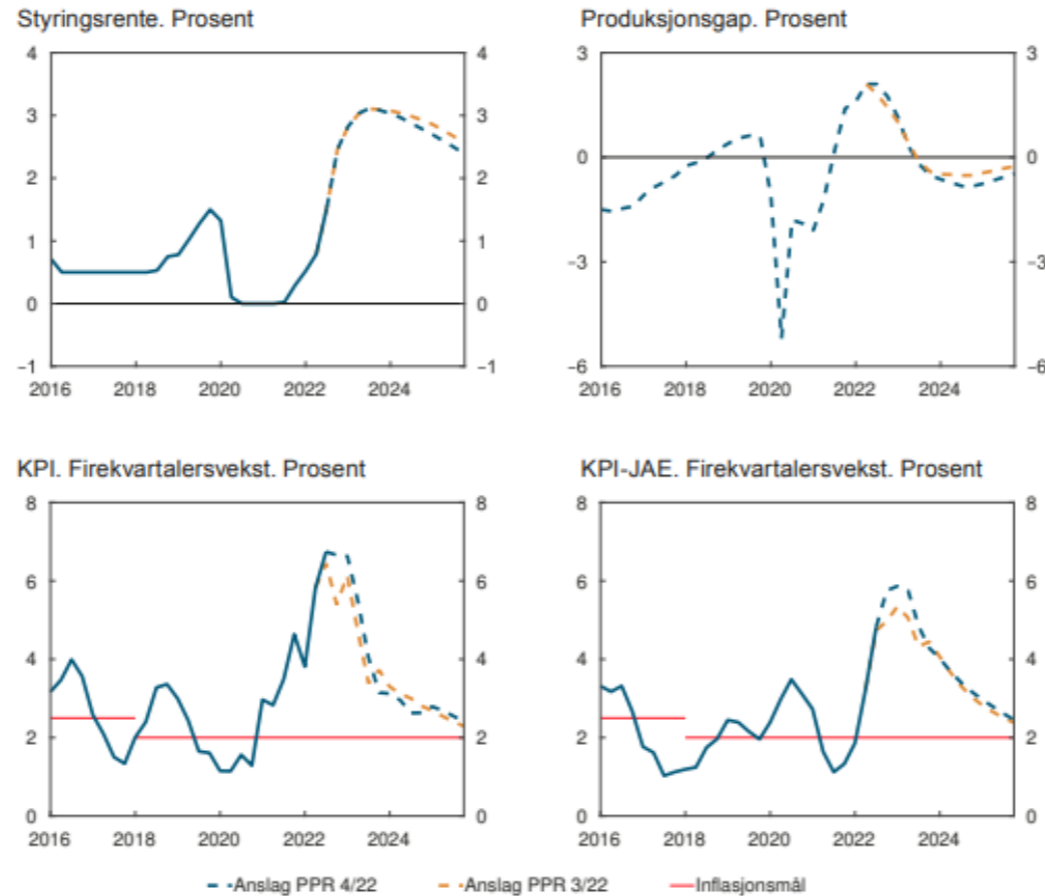 Styringsrente. Prosent
4 4
3 3
2 2
1 1
0 0
−1 −1
2016 2018 2020 2022 2024
Produksjonsgap. Prosent
3 3
0 0
−3 −3
−6 −6
2016 2018 2020 2022 2024
KPI. Firekvartalersvekst. Prosent
8 8
6 6
4 4
2 2
0 0
2016 2018 2020 2022 2024
KPI-JAE. Firekvartalersvekst. Prosent
8 8
6 6
4 4
2 2
0 0
2016 2018 2020 2022 2024
Anslag PPR 4/22 Anslag PPR 3/22 Inflasjonsmål